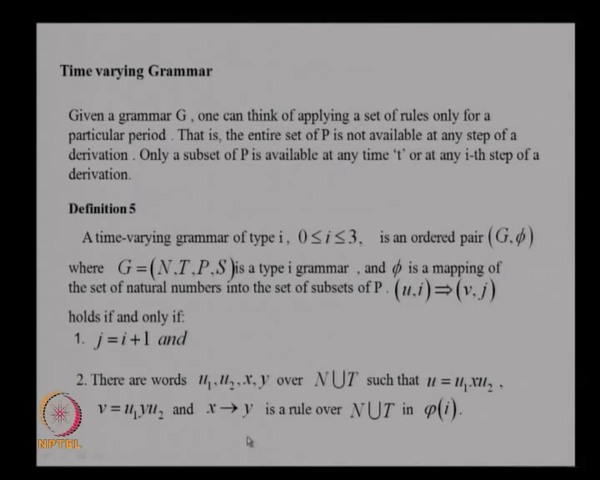 Time varying Grammar
Given a grammar G , one can think of applying a set of rules only for a
particular period . That is, the entire set of P is not available at any step of a
derivation . Only a subset of P is available at any time ‘t’ or at any i-th step of a
derivation.
Definition 5
A time-varying grammar of type i , 0 ≤ i ≤ 3, is an ordered pair (G,ϕ)
where G = (N,T,P,S) is a type i grammar , and ϕ is a mapping of
the set of natural numbers into the set of subsets of P . (u,i) ⇒ (v,j)
holds if and only if:
1. j = i+1 and
2. There are words u₁,u₂,x,y over N⋃T such that u = u₁xu₂ ,
v = u₁yu₂ and x → y is a rule over N⋃T in φ(i).
NPTEL